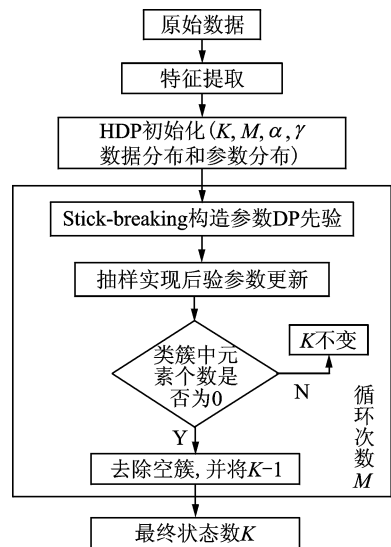 原始数据
特征提取
HDP初始化(K, M, α, γ
数据分布和参数分布)
Stick-breaking构造参数DP先验
抽样实现后验参数更新
类簇中元
素个数是
否为0
K不变
N
Y
循环次数
M
去除空簇, 并将K-1
最终状态数K